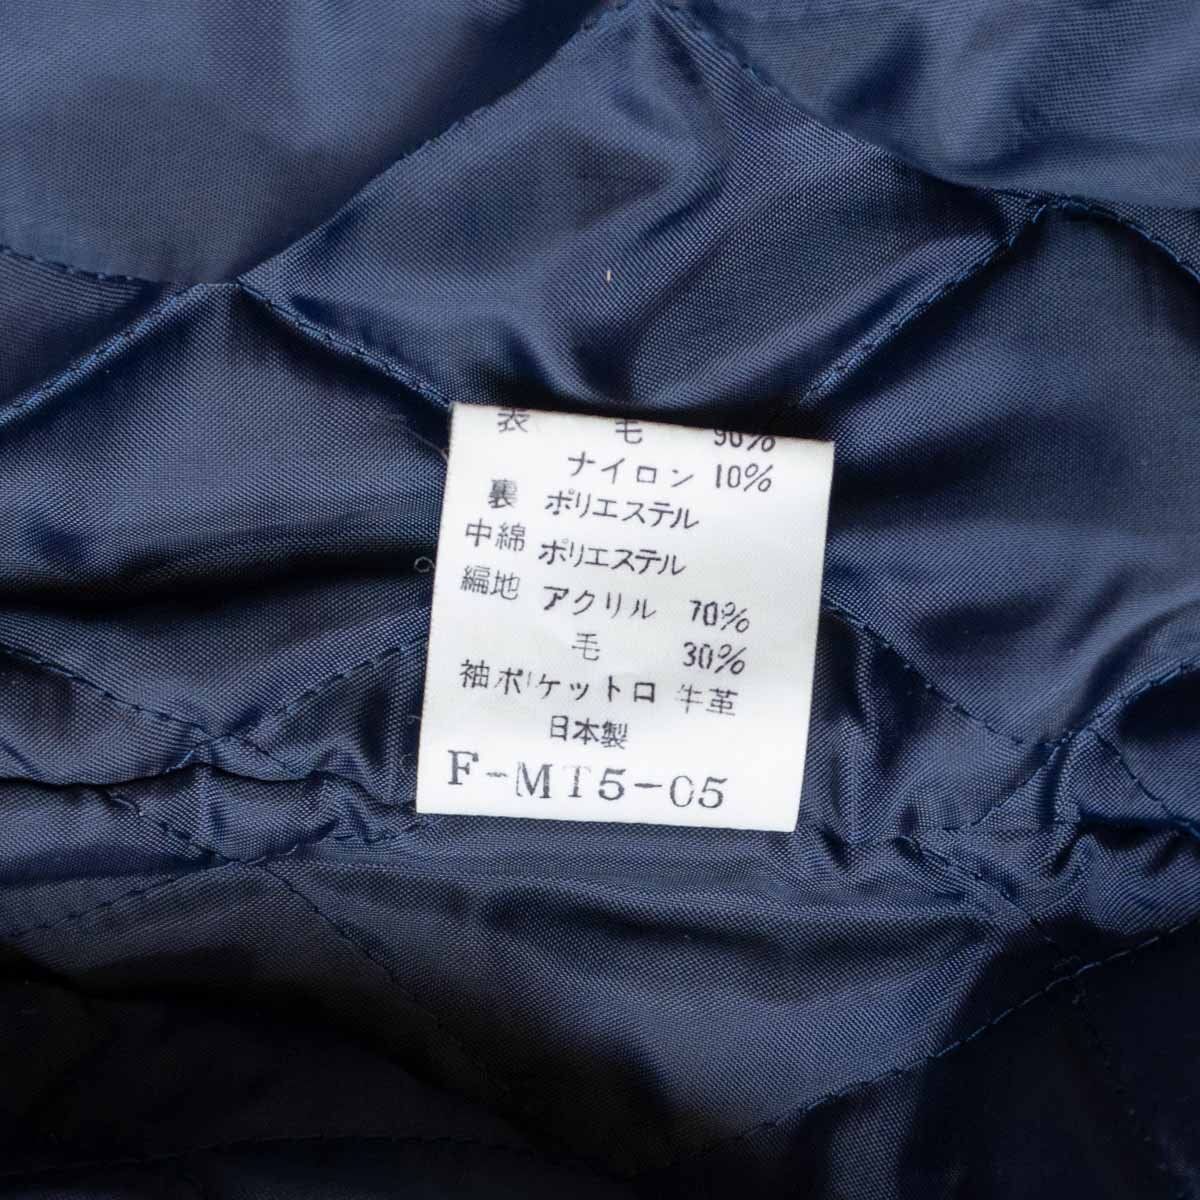 表 毛 90%
ナイロン 10%
裏 ポリエステル
中綿 ポリエステル
編地 アクリル 70%
毛 30%
袖ポケット口 牛革
日本製
F-MT5-05